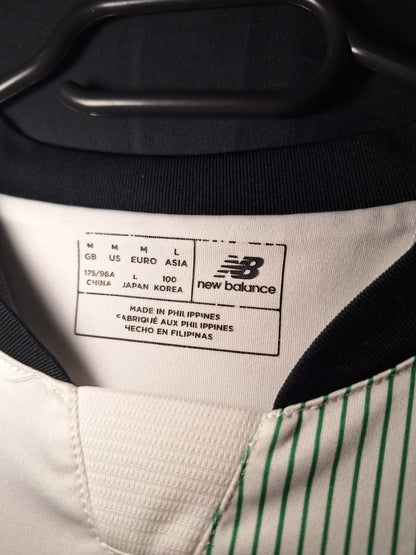 M M M L
GB US EURO ASIA
175/96A L 100
CHINA JAPAN KOREA
NB
new balance
MADE IN PHILIPPINES
FABRIQUÉ AUX PHILIPPINES
HECHO EN FILIPINAS